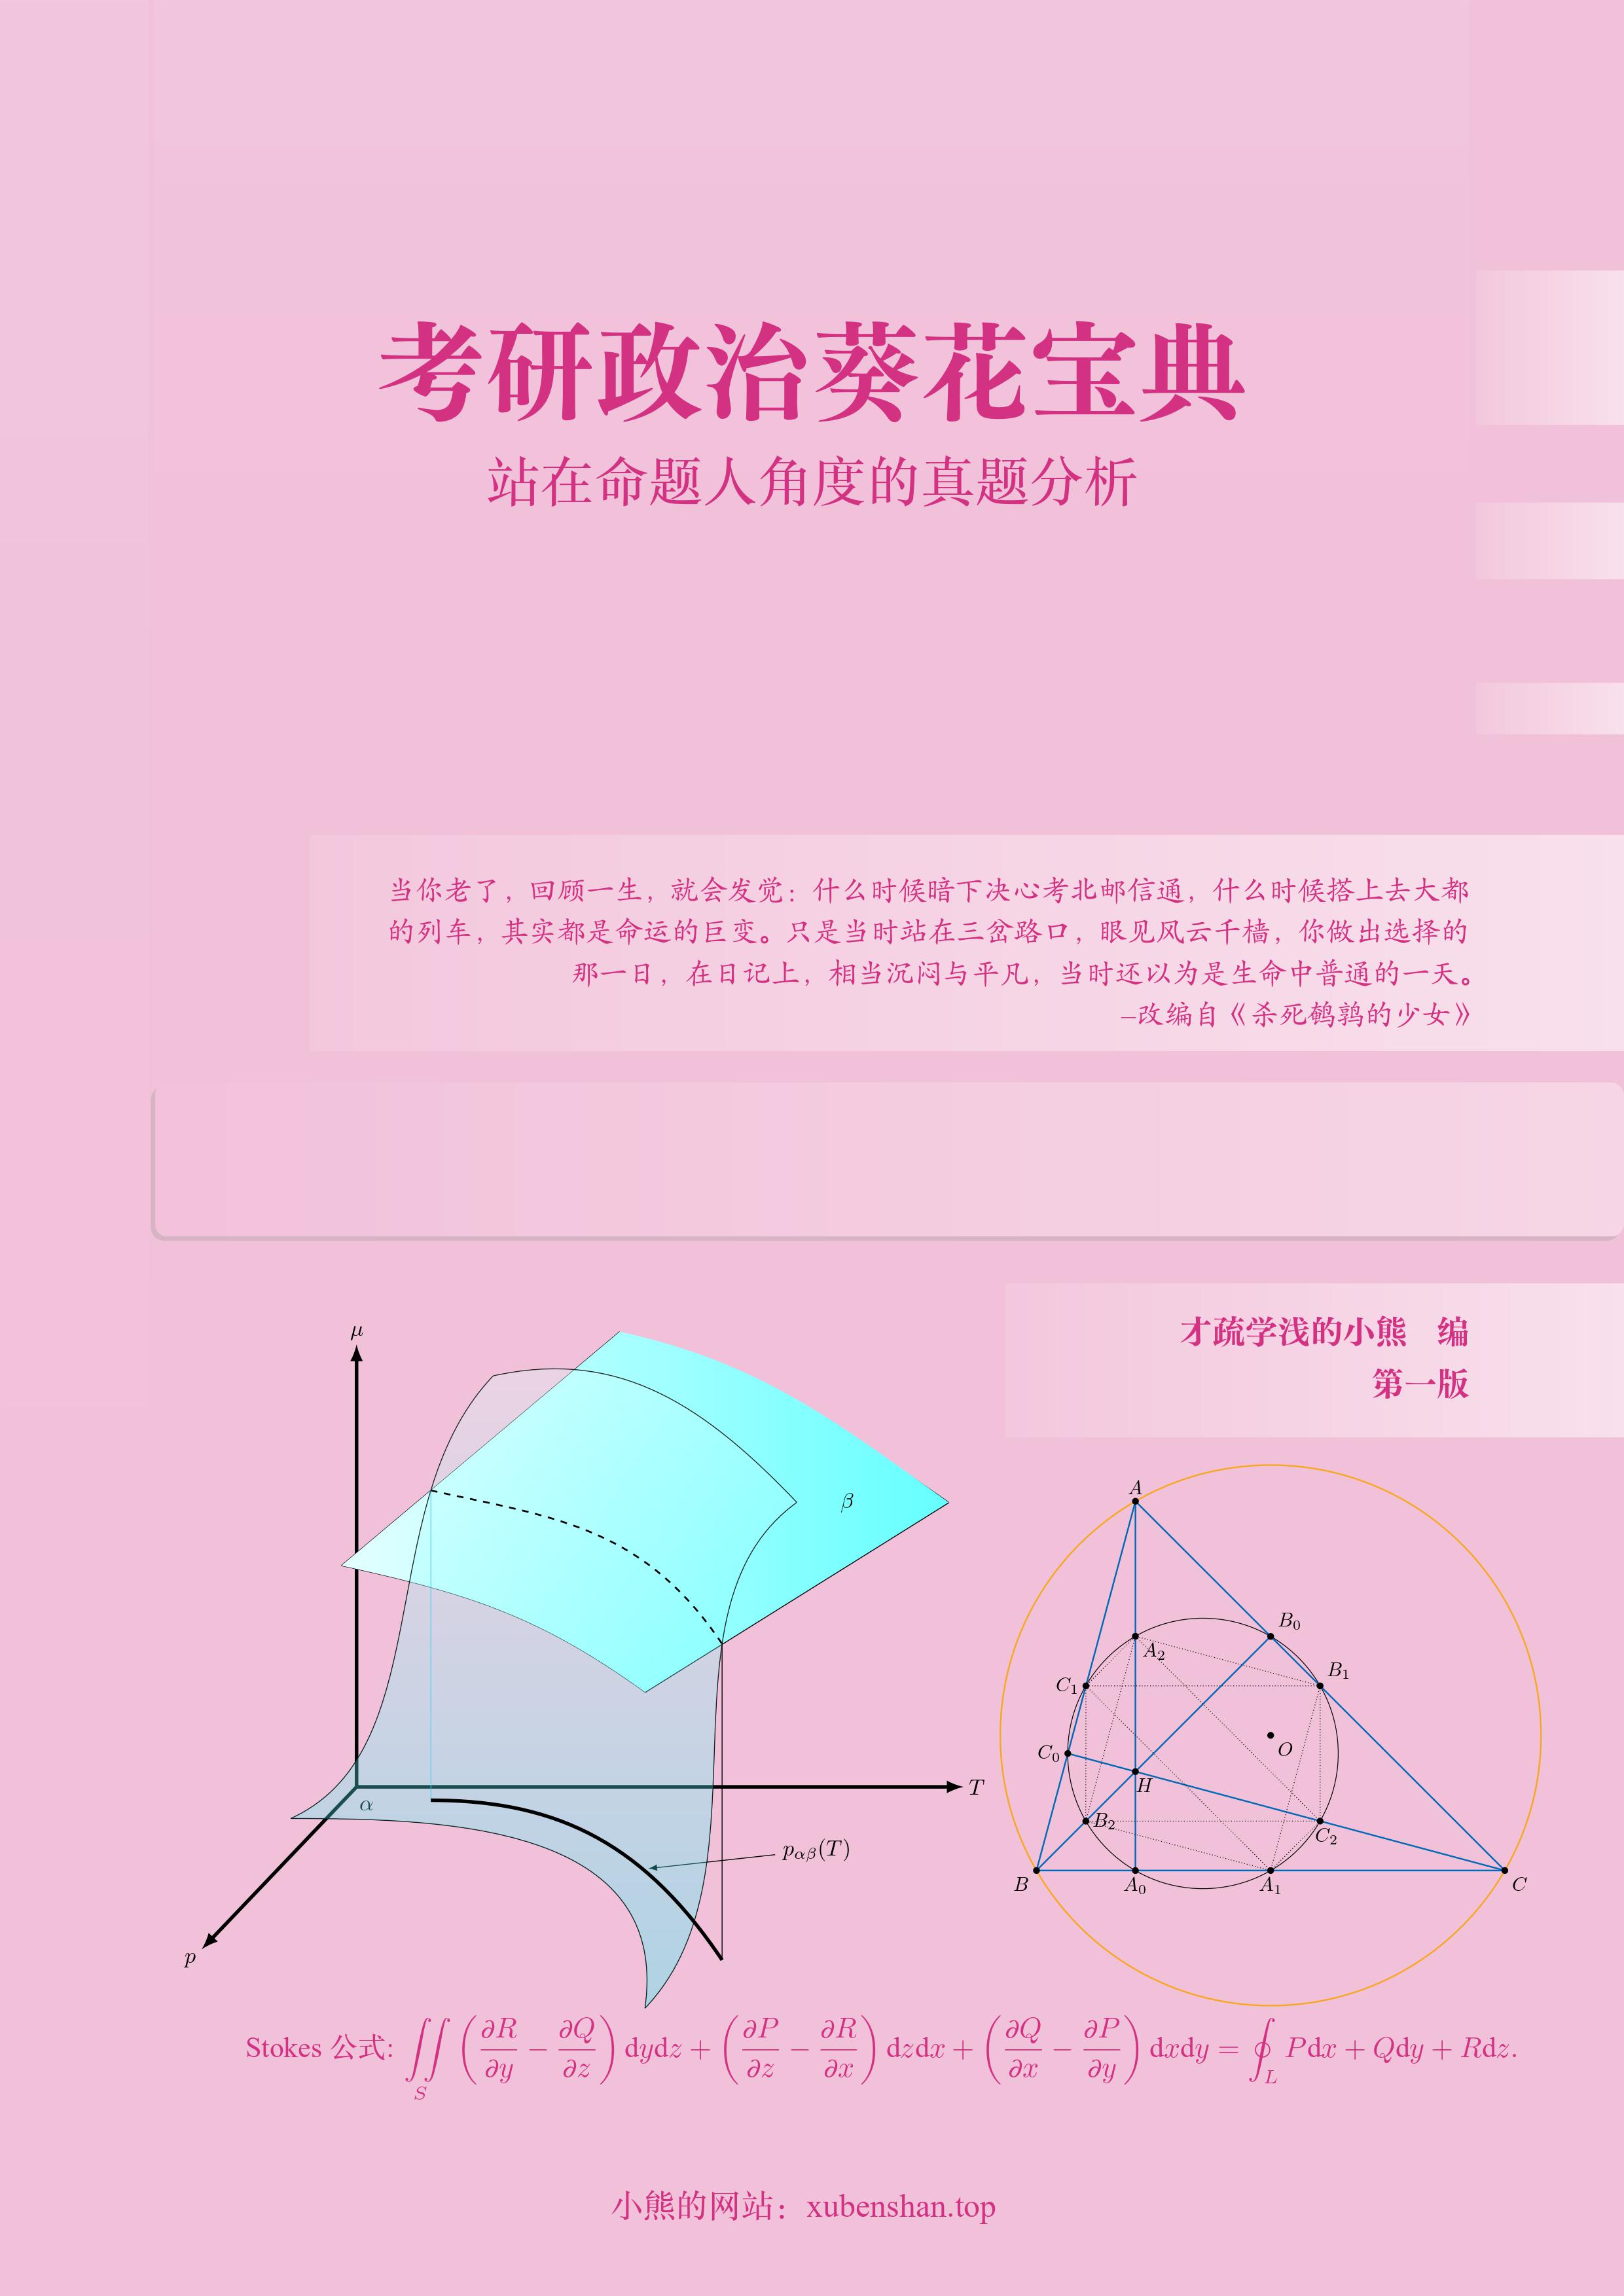 考研政治葵花宝典
站在命题人角度的真题分析
当你老了，回顾一生，就会发觉：什么时候暗下决心考北邮信通，什么时候搭上去大都
的列车，其实都是命运的巨变。只是当时站在三岔路口，眼见风云千樯，你做出选择的
那一日，在日记上，相当沉闷与平凡，当时还以为是生命中普通的一天。
–改编自《杀死鹌鹑的少女》
才疏学浅的小熊 编
第一版
μ
β
α
T
p_{αβ}(T)
p
A
B_0
A_2
B_1
C_1
O
C_0
H
B_2
C_2
B
A_0
A_1
C
Stokes 公式: \iint\limits_{S} \left( \frac{\partial R}{\partial y} - \frac{\partial Q}{\partial z} \right) \mathrm{d}y\mathrm{d}z + \left( \frac{\partial P}{\partial z} - \frac{\partial R}{\partial x} \right) \mathrm{d}z\mathrm{d}x + \left( \frac{\partial Q}{\partial x} - \frac{\partial P}{\partial y} \right) \mathrm{d}x\mathrm{d}y = \oint_{L} P\mathrm{d}x + Q\mathrm{d}y + R\mathrm{d}z.
小熊的网站：xubenshan.top